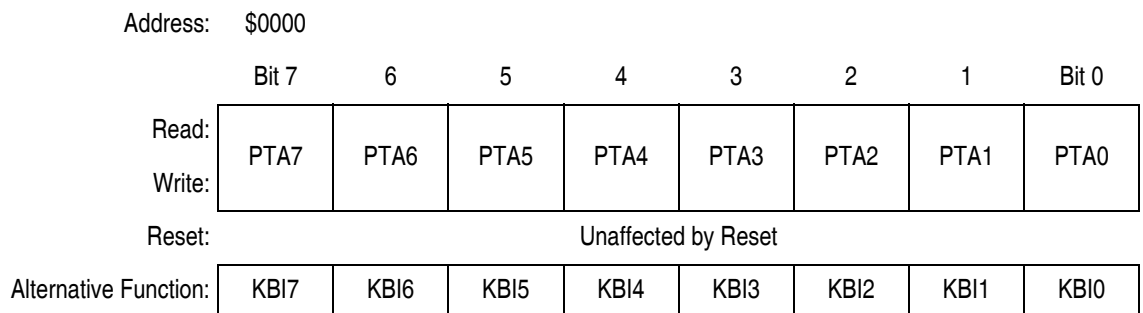 Address: $0000
Bit 7 6 5 4 3 2 1 Bit 0
Read:
PTA7 PTA6 PTA5 PTA4 PTA3 PTA2 PTA1 PTA0
Write:
Reset: Unaffected by Reset
Alternative Function: KBI7 KBI6 KBI5 KBI4 KBI3 KBI2 KBI1 KBI0